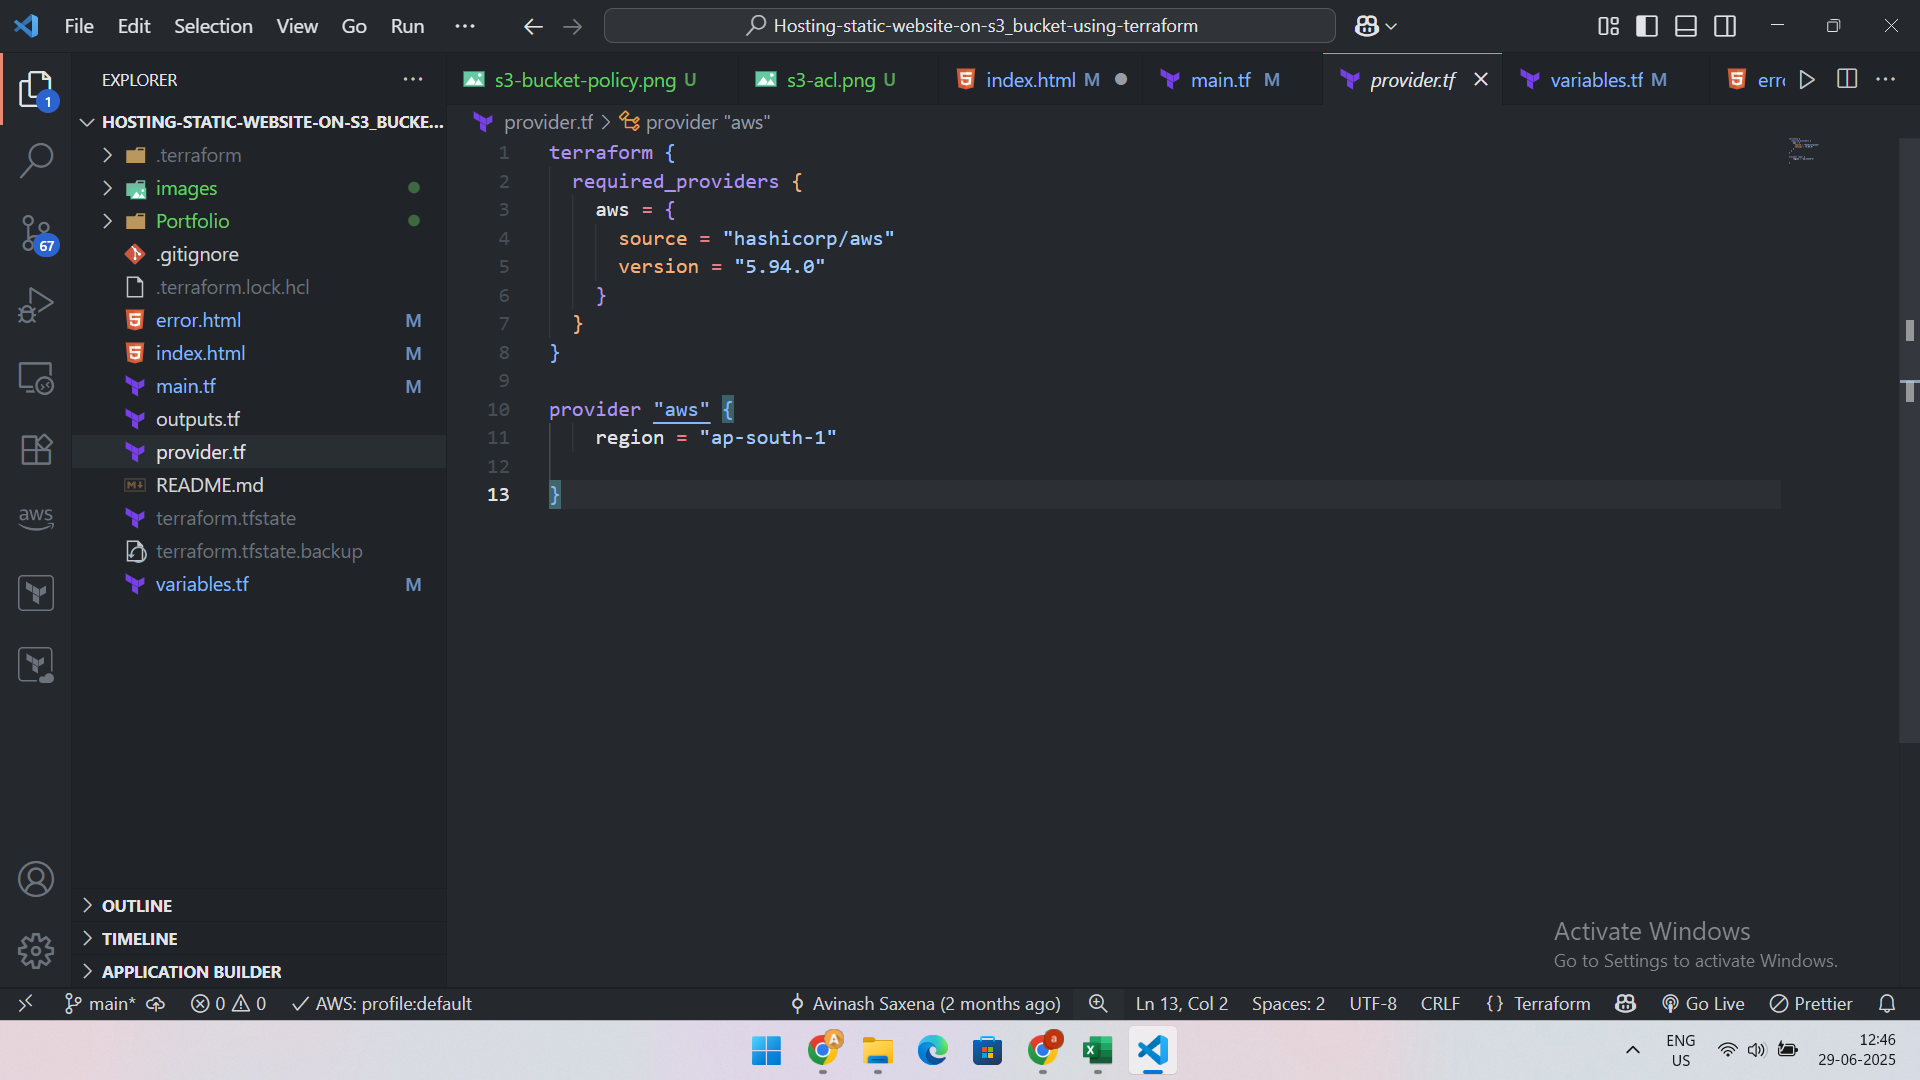 File Edit Selection View Go Run ···
Hosting-static-website-on-s3_bucket-using-terraform
EXPLORER ···
s3-bucket-policy.png U
s3-acl.png U
index.html M
main.tf M
provider.tf
variables.tf M
erro
1
HOSTING-STATIC-WEBSITE-ON-S3_BUCKE...
.terraform
images
Portfolio
.gitignore
.terraform.lock.hcl
error.html M
index.html M
main.tf M
outputs.tf
provider.tf
README.md
terraform.tfstate
terraform.tfstate.backup
variables.tf M
67
aws
OUTLINE
TIMELINE
APPLICATION BUILDER
provider.tf > provider "aws"
1 terraform {
2 required_providers {
3 aws = {
4 source = "hashicorp/aws"
5 version = "5.94.0"
6 }
7 }
8 }
9
10 provider "aws" {
11 region = "ap-south-1"
12
13 }
Activate Windows
Go to Settings to activate Windows.
main* 0 0 AWS: profile:default
Avinash Saxena (2 months ago) Ln 13, Col 2 Spaces: 2 UTF-8 CRLF {} Terraform Go Live Prettier
ENG
US
12:46
29-06-2025